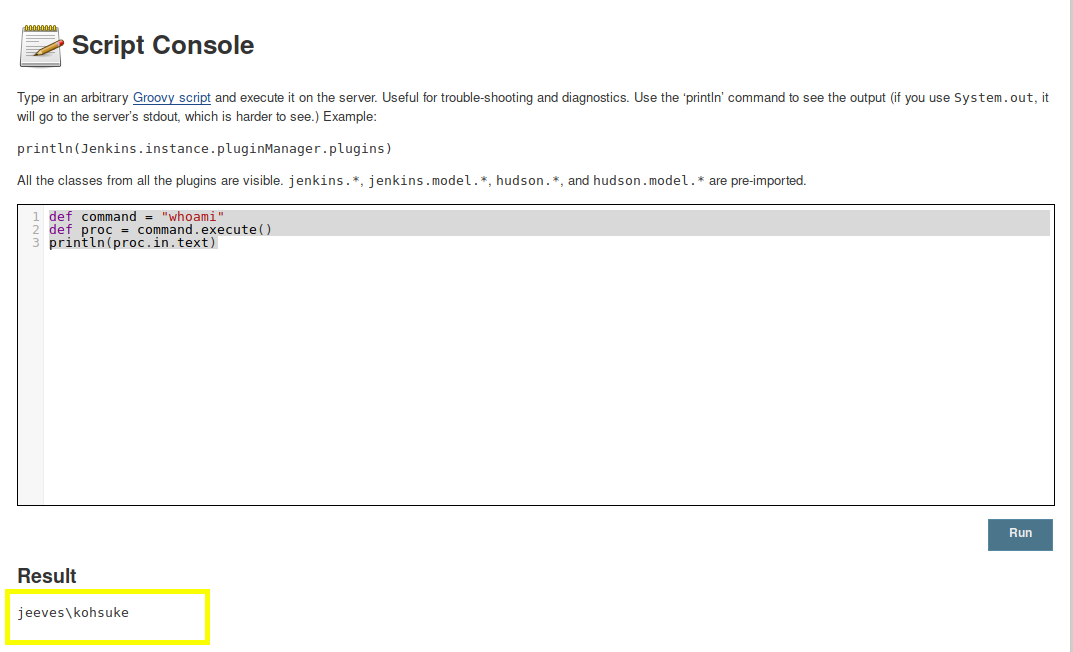 Script Console
Type in an arbitrary Groovy script and execute it on the server. Useful for trouble-shooting and diagnostics. Use the ‘println’ command to see the output (if you use System.out, it
will go to the server’s stdout, which is harder to see.) Example:
println(Jenkins.instance.pluginManager.plugins)
All the classes from all the plugins are visible. jenkins.*, jenkins.model.*, hudson.*, and hudson.model.* are pre-imported.
1 def command = "whoami"
2 def proc = command.execute()
3 println(proc.in.text)
Run
Result
jeeves\kohsuke